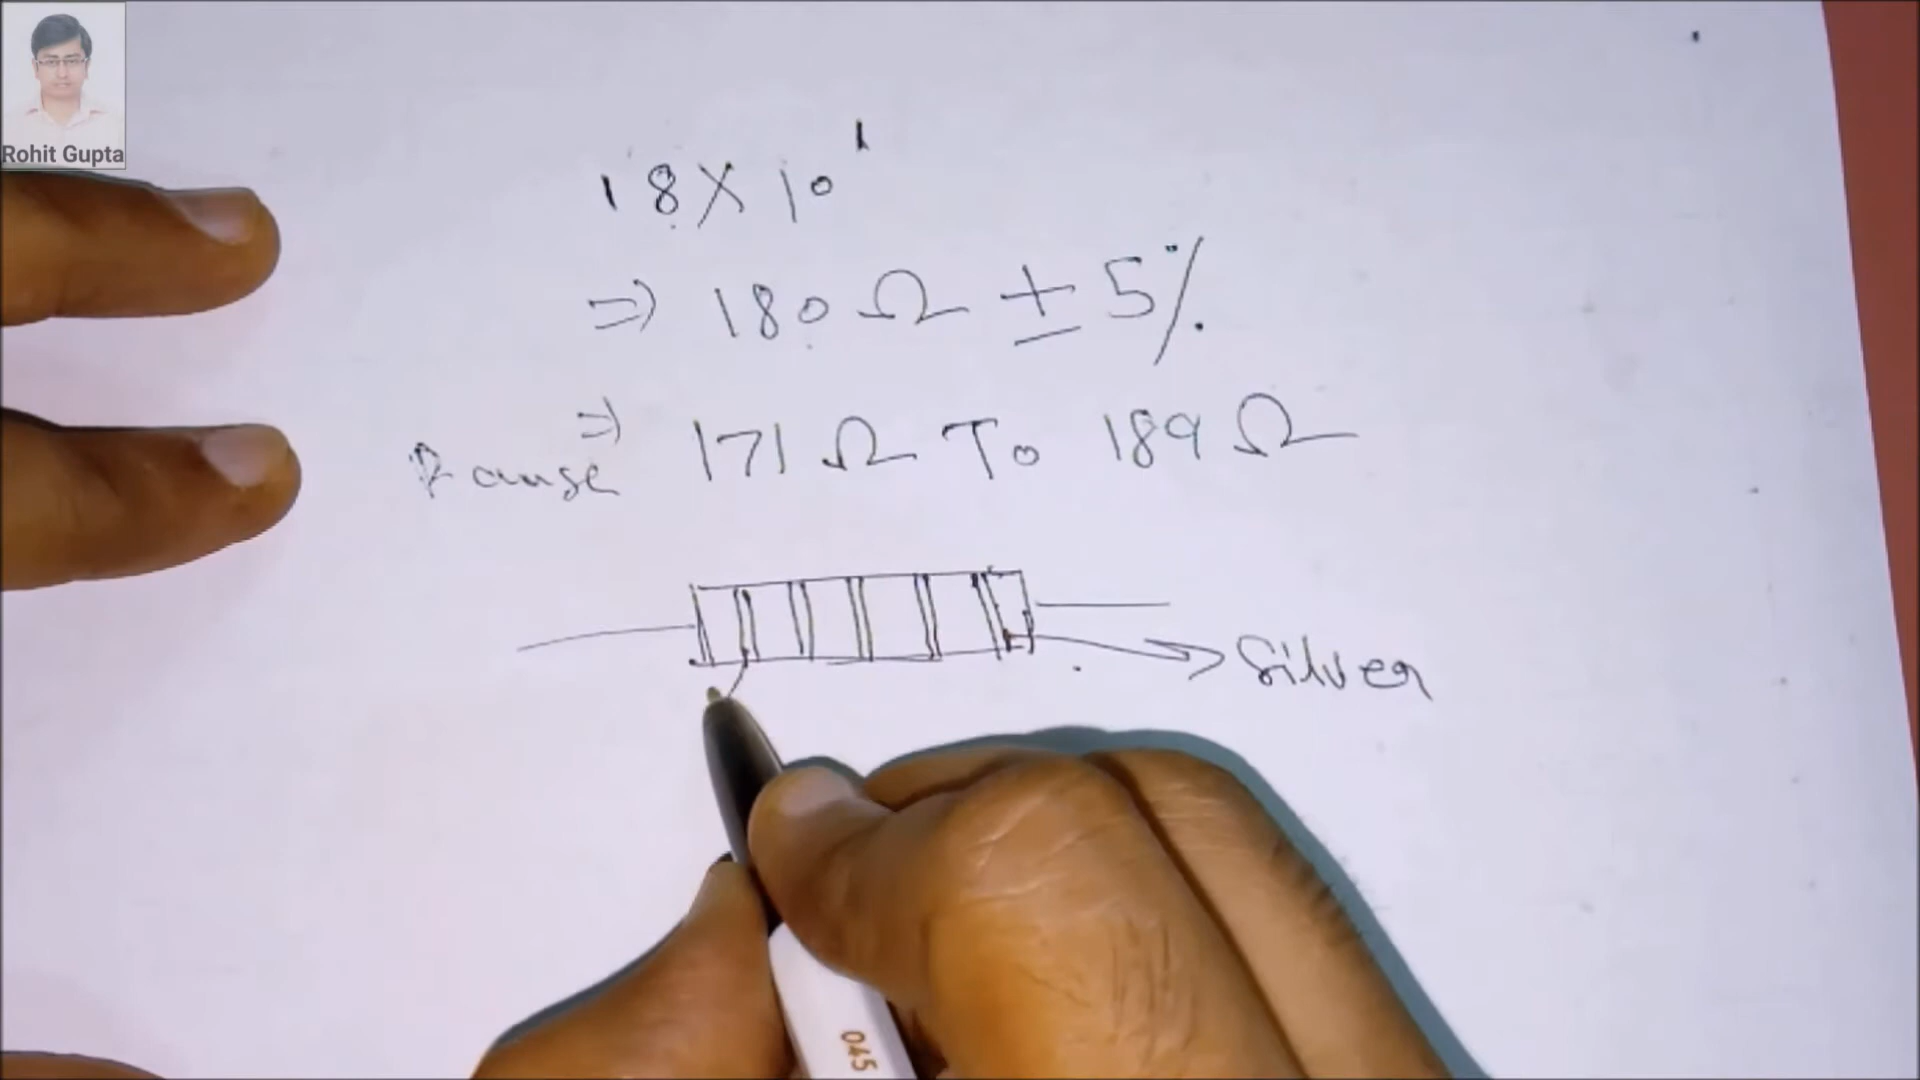 Rohit Gupta
18 X 10¹
⇒ 180 Ω ± 5%
⇒
Range 171 Ω To 189 Ω
Silver
045